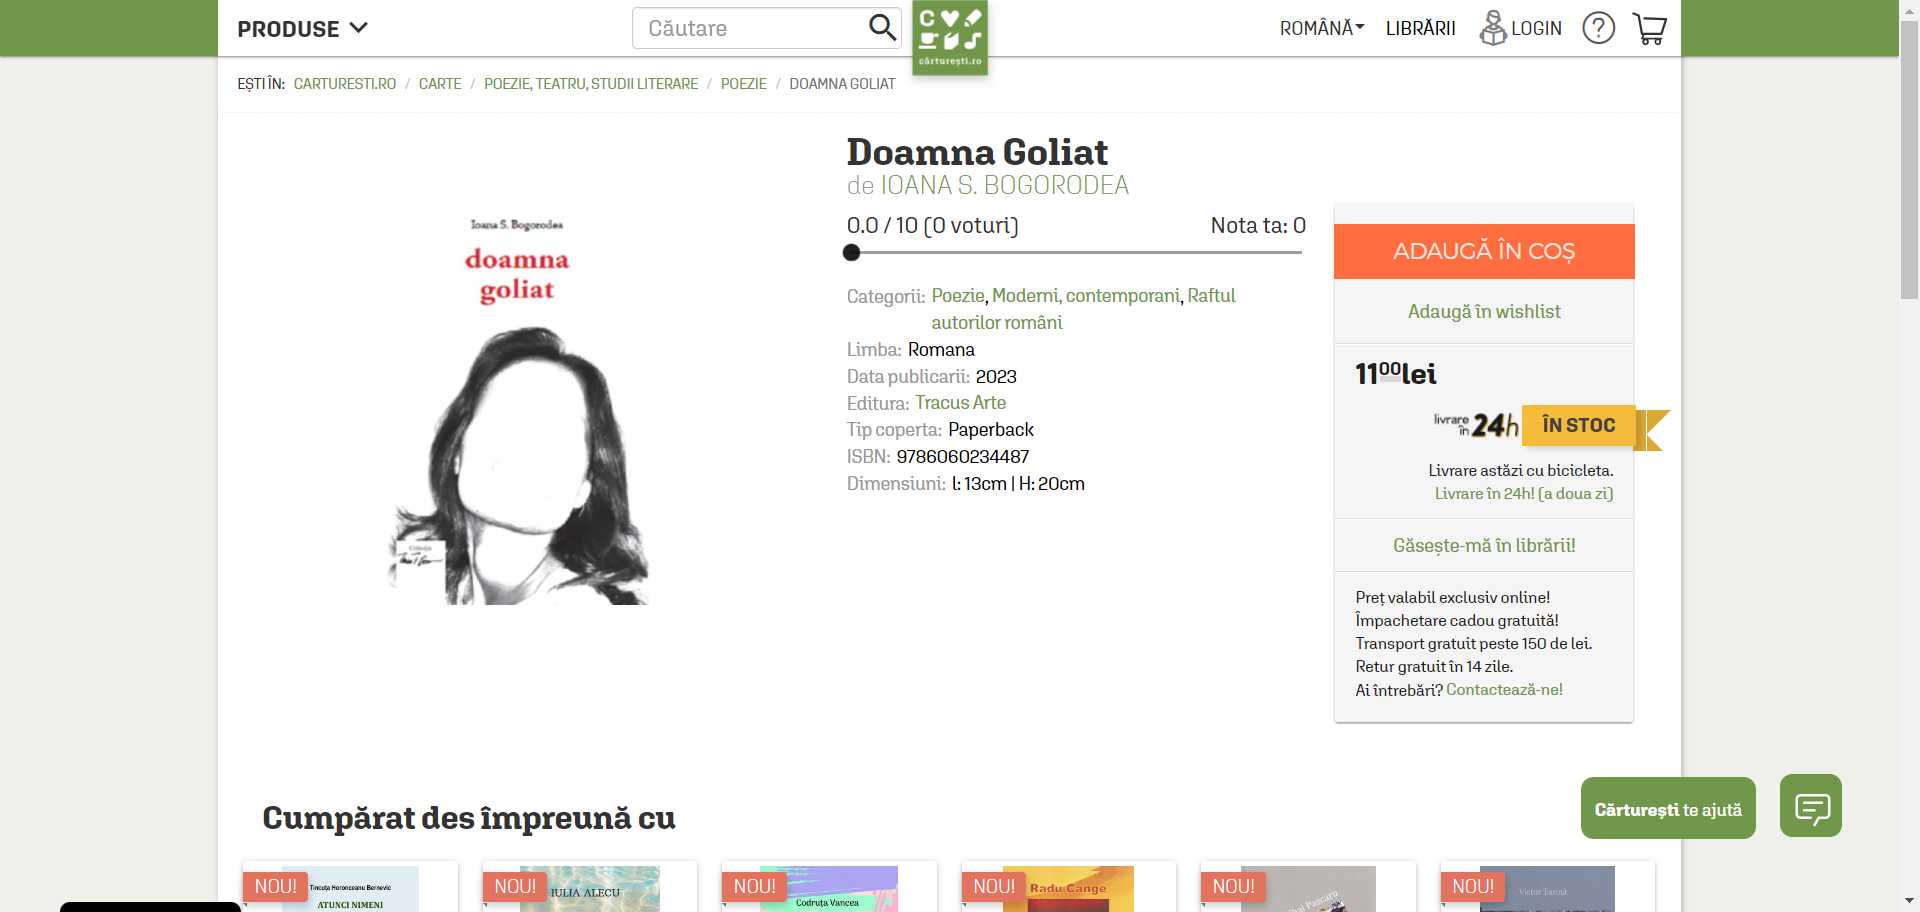 PRODUSE
Căutare
cărturești.ro
ROMÂNĂ
LIBRĂRII
LOGIN
?
EȘTI ÎN: CARTURESTI.RO / CARTE / POEZIE, TEATRU, STUDII LITERARE / POEZIE / DOAMNA GOLIAT
Ioana S. Bogorodea
doamna
goliat
Colecția
Doamna Goliat
de IOANA S. BOGORODEA
0.0 / 10 (0 voturi)
Nota ta: 0
Categorii: Poezie, Moderni, contemporani, Raftul
autorilor români
Limba: Romana
Data publicarii: 2023
Editura: Tracus Arte
Tip coperta: Paperback
ISBN: 9786060234487
Dimensiuni: l: 13cm | H: 20cm
ADAUGĂ ÎN COȘ
Adaugă în wishlist
11⁰⁰lei
livrare în 24h
ÎN STOC
Livrare astăzi cu bicicleta.
Livrare în 24h! (a doua zi)
Găsește-mă în librării!
Preț valabil exclusiv online!
Împachetare cadou gratuită!
Transport gratuit peste 150 de lei.
Retur gratuit în 14 zile.
Ai întrebări? Contactează-ne!
Cărturești te ajută
Cumpărat des împreună cu
NOU!
Tincuța Horonceanu Bernevic
ATUNCI NIMENI
NOU!
IULIA ALECU
NOU!
Codruța Vancea
NOU!
Radu Cange
NOU!
Pascaru
NOU!
Victor Țarină